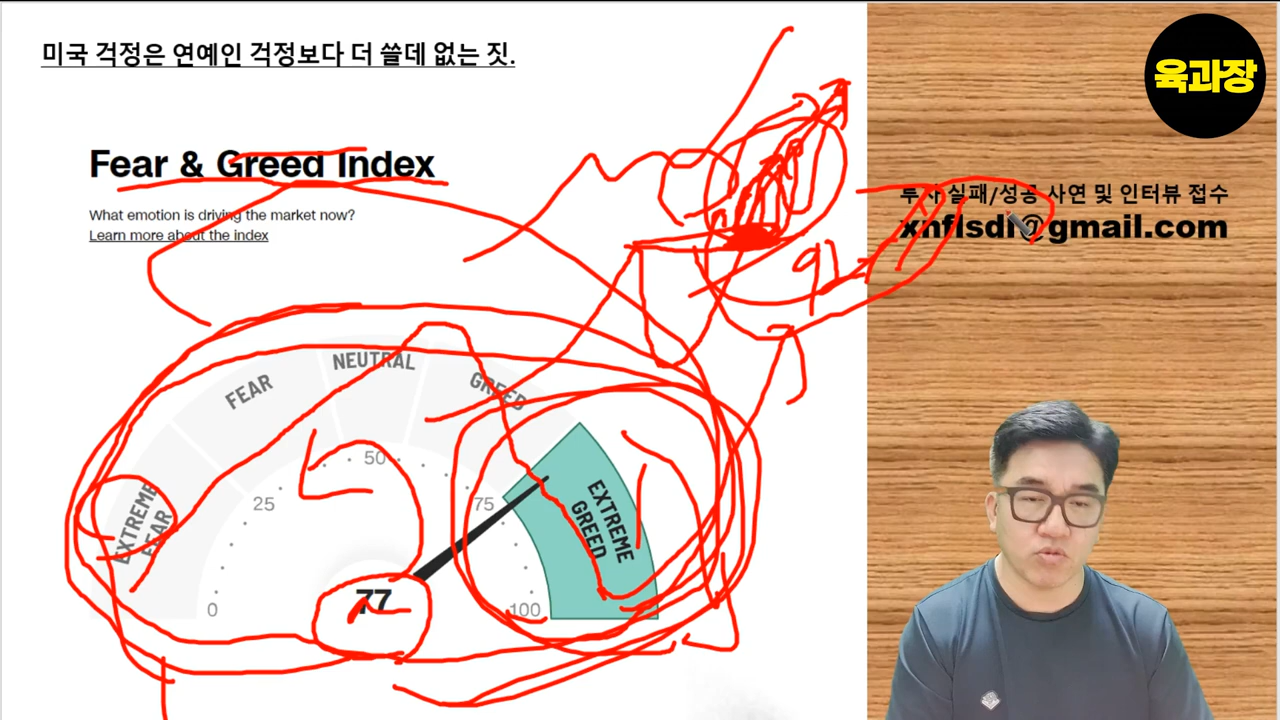 미국 걱정은 연예인 걱정보다 더 쓸데 없는 짓.
육과장
Fear & Greed Index
What emotion is driving the market now?
Learn more about the index
투자 실패/성공 사연 및 인터뷰 접수
@gmail.com
EXTREME FEAR
FEAR
NEUTRAL
GREED
EXTREME GREED
0
25
50
75
100
77
91